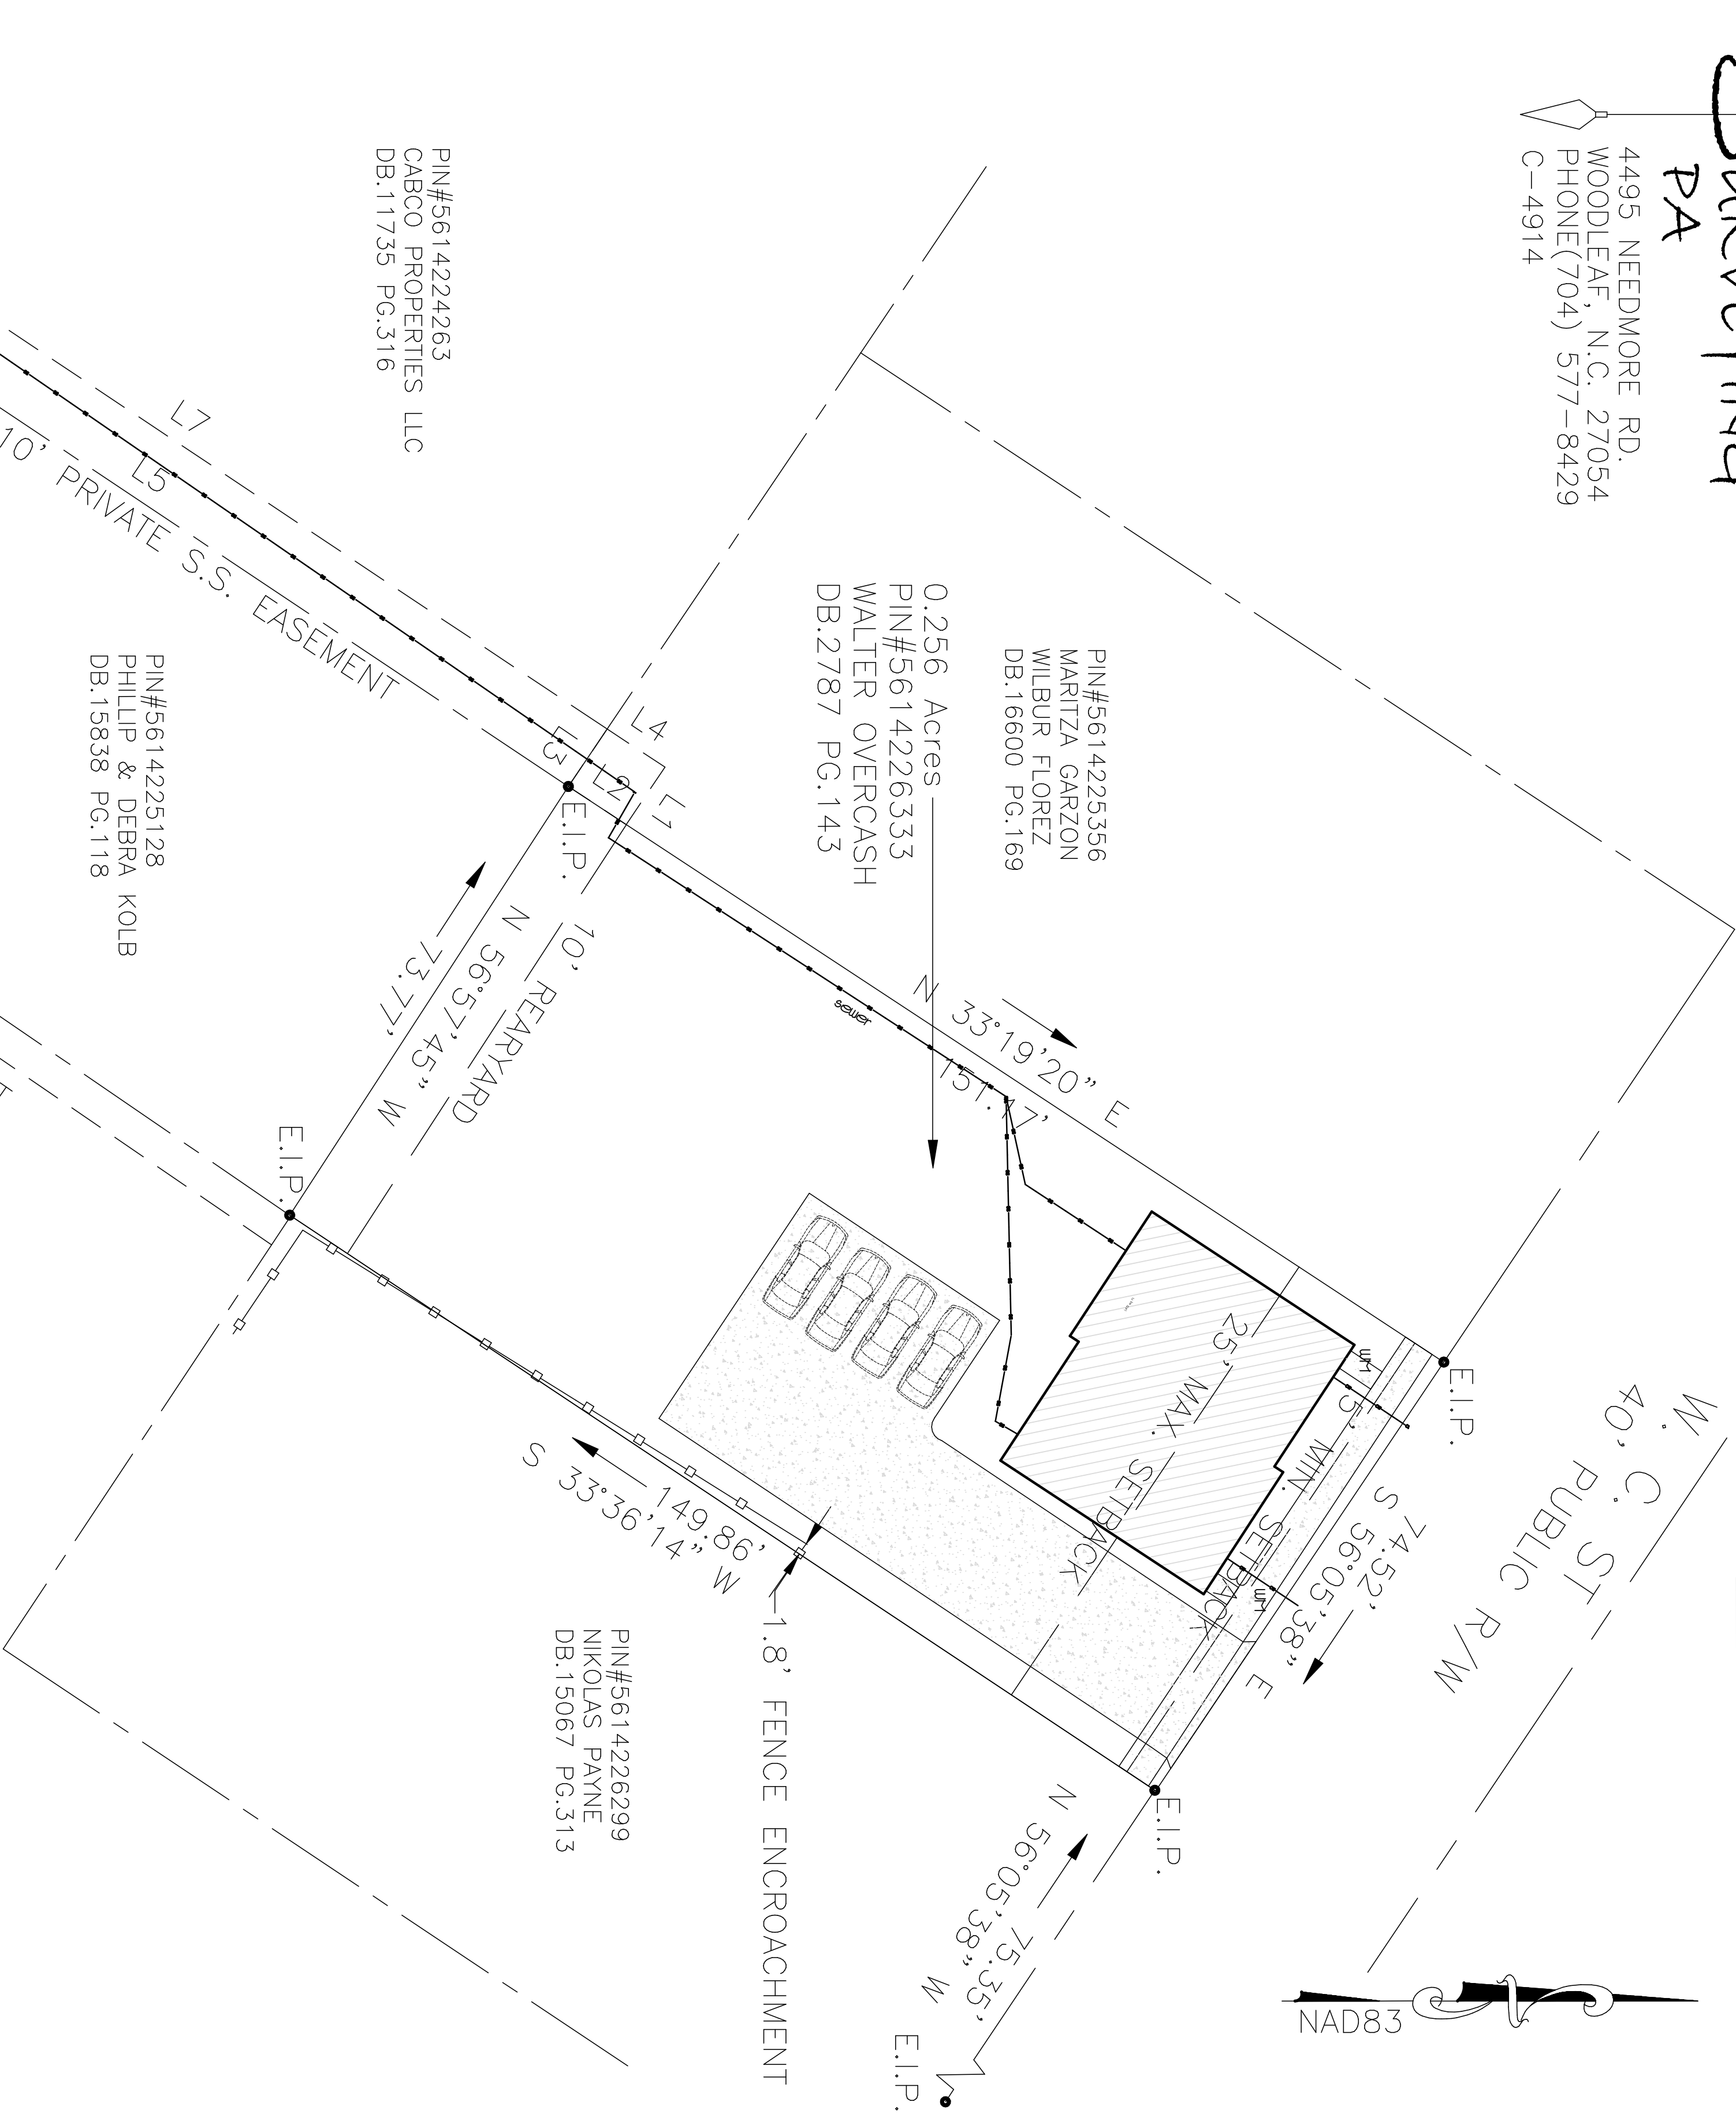 PA
4495 NEEDMORE RD.
WOODLEAF, N.C. 27054
PHONE(704) 577-8429
C-4914
PIN#5614224263
CABCO PROPERTIES LLC
DB.11735 PG.316
L7
L5
10' PRIVATE S.S. EASEMENT
PIN#5614225128
PHILLIP & DEBRA KOLB
DB.15838 PG.118
PIN#5614225356
MARITZA GARZON
WILBUR FLOREZ
DB.16600 PG.169
0.256 Acres
PIN#5614226333
WALTER OVERCASH
DB.2787 PG.143
L4
L3
L2
L1
E.I.P.
10' REARYARD
N 56°57'45" W
73.77'
E.I.P.
sewer
N 33°19'20" E
151.77'
25' MAX. SETBACK
WM
5' MIN. SETBACK
WM
E.I.P.
W. C. ST
40' PUBLIC R/W
74.52'
S 56°05'38" E
149.86'
S 33°36'14" W
1.8' FENCE ENCROACHMENT
PIN#5614226299
NIKOLAS PAYNE
DB.15067 PG.313
E.I.P.
75.35'
N 56°05'38" W
E.I.P.
NAD83